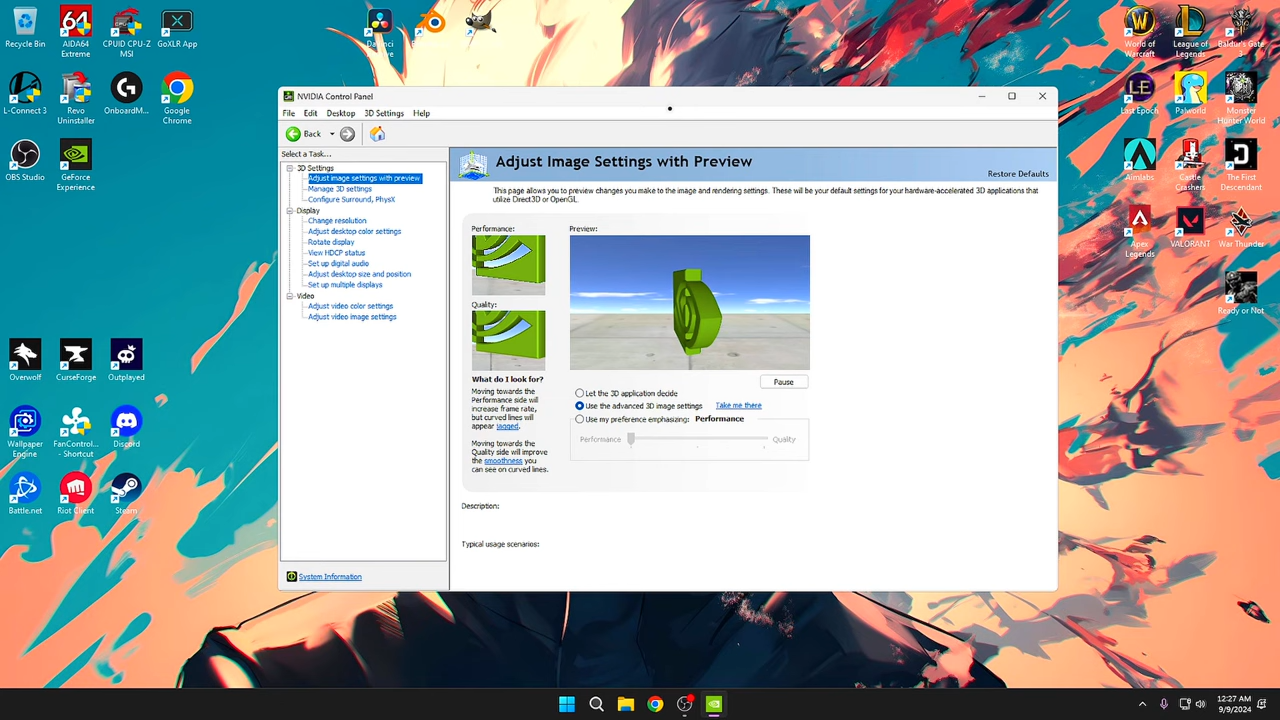 Recycle Bin
AIDA64
Extreme
CPUID CPU-Z
MSI
GoXLR App
World of
Warcraft
League of
Legends
Baldur's Gate
3
L-Connect 3
Revo
Uninstaller
OnboardM...
Google
Chrome
Last Epoch
Palworld
Monster
Hunter World
OBS Studio
GeForce
Experience
Aimlabs
Castle
Crashers
The First
Descendant
Apex
Legends
VALORANT
War Thunder
Ready or Not
Overwolf
CurseForge
Outplayed
Wallpaper
Engine
FanControl...
- Shortcut
Discord
Battle.net
Riot Client
Steam
NVIDIA Control Panel
File Edit Desktop 3D Settings Help
Back
Select a Task...
3D Settings
Adjust image settings with preview
Manage 3D settings
Configure Surround, PhysX
Display
Change resolution
Adjust desktop color settings
Rotate display
View HDCP status
Set up digital audio
Adjust desktop size and position
Set up multiple displays
Video
Adjust video color settings
Adjust video image settings
System Information
Adjust Image Settings with Preview
Restore Defaults
This page allows you to preview changes you make to the image and rendering settings. These will be your default settings for your hardware-accelerated 3D applications that
utilize Direct3D or OpenGL.
Performance:
Quality:
What do I look for?
Moving towards the
Performance side will
increase frame rate,
but curved lines will
appear jagged.
Moving towards the
Quality side will improve
the smoothness you
can see on curved lines.
Preview:
Pause
Let the 3D application decide
Use the advanced 3D image settings Take me there
Use my preference emphasizing: Performance
Performance Quality
Description:
Typical usage scenarios:
12:27 AM
9/9/2024